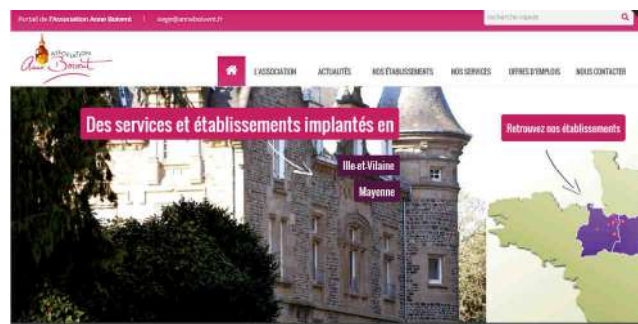 Portail de l'Association Anne Boivent
siege@anneboivent.fr
recherche rapide
ASSOCIATION
Anne Boivent
L'ASSOCIATION
ACTUALITÉS
NOS ÉTABLISSEMENTS
NOS SERVICES
OFFRES D'EMPLOIS
NOUS CONTACTER
Des services et établissements implantés en
Ille-et-Vilaine
Mayenne
Retrouvez nos établissements